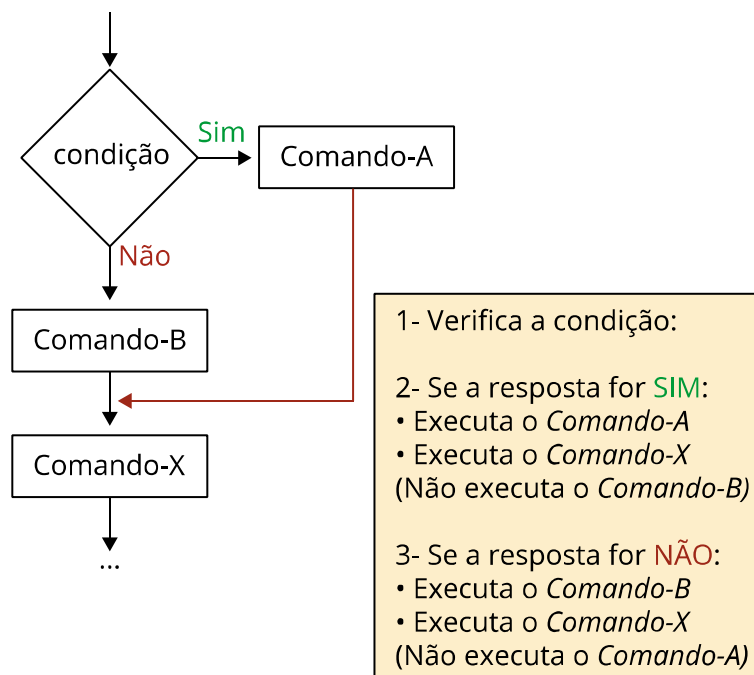 condição
Sim
Comando-A
Não
Comando-B
Comando-X
...
1- Verifica a condição:
2- Se a resposta for SIM:
• Executa o Comando-A
• Executa o Comando-X
(Não executa o Comando-B)
3- Se a resposta for NÃO:
• Executa o Comando-B
• Executa o Comando-X
(Não executa o Comando-A)